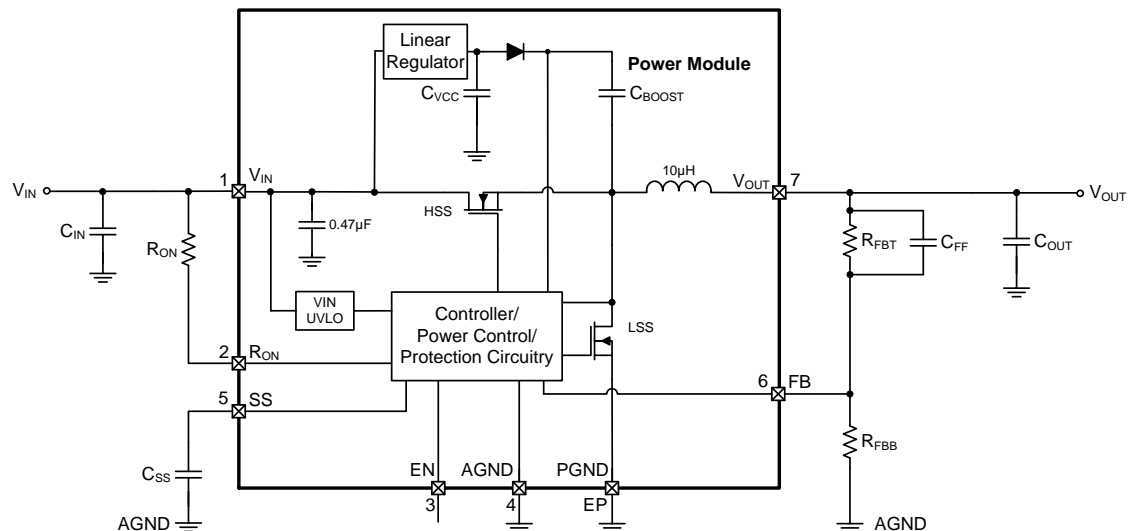 Linear
Regulator
Power Module
CVCC
CBOOST
10µH
1
VIN
VIN
VOUT
7
VOUT
HSS
0.47µF
CIN
RON
RFBT
CFF
COUT
VIN
UVLO
Controller/
Power Control/
Protection Circuitry
LSS
2
RON
6
FB
5
SS
RFBB
CSS
EN
AGND
PGND
3
4
EP
AGND
AGND